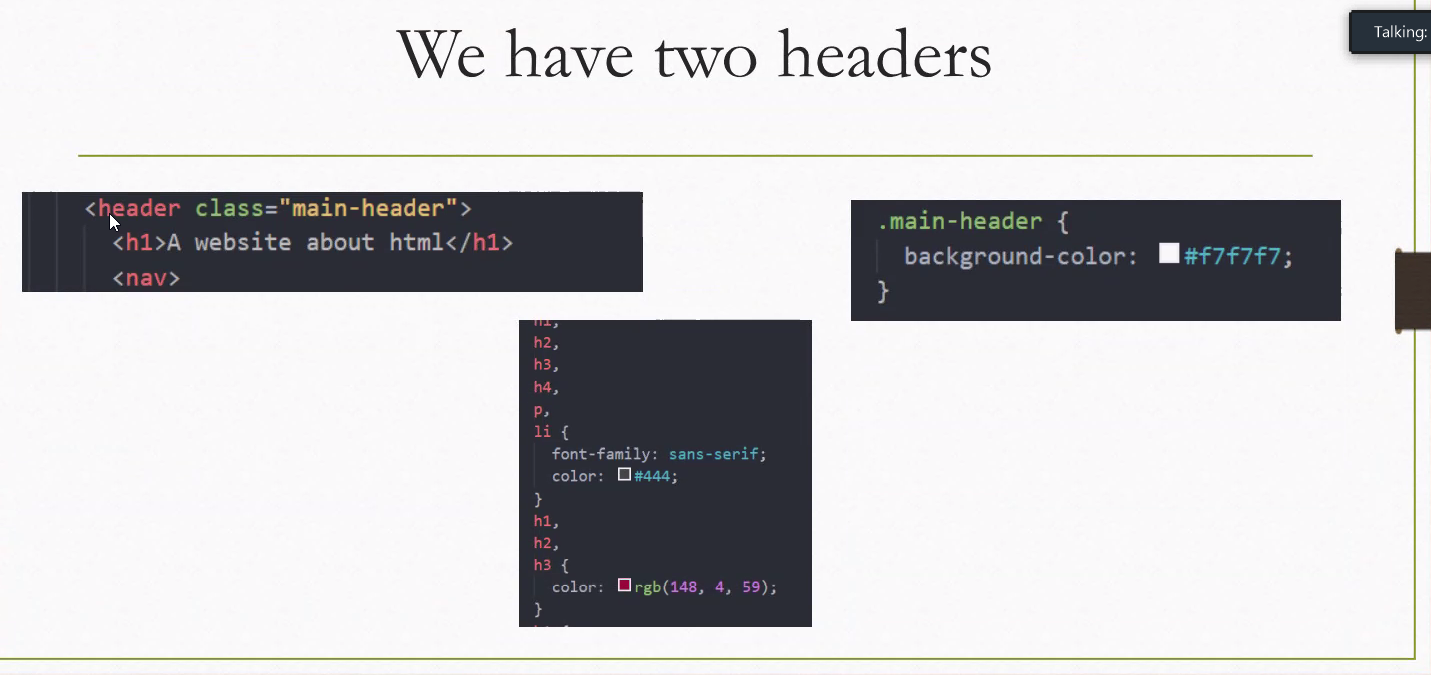 We have two headers
Talking:
<header class="main-header">
<h1>A website about html</h1>
<nav>
.main-header {
background-color: #f7f7f7;
}
h1,
h2,
h3,
h4,
p,
li {
font-family: sans-serif;
color: #444;
}
h1,
h2,
h3 {
color: rgb(148, 4, 59);
}